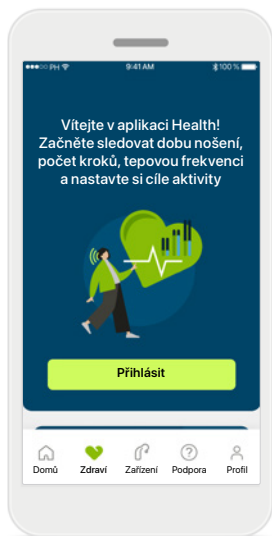 PH
9:41 AM
100 %
Vítejte v aplikaci Health!
Začněte sledovat dobu nošení,
počet kroků, tepovou frekvenci
a nastavte si cíle aktivity
Přihlásit
Domů
Zdraví
Zařízení
Podpora
Profil